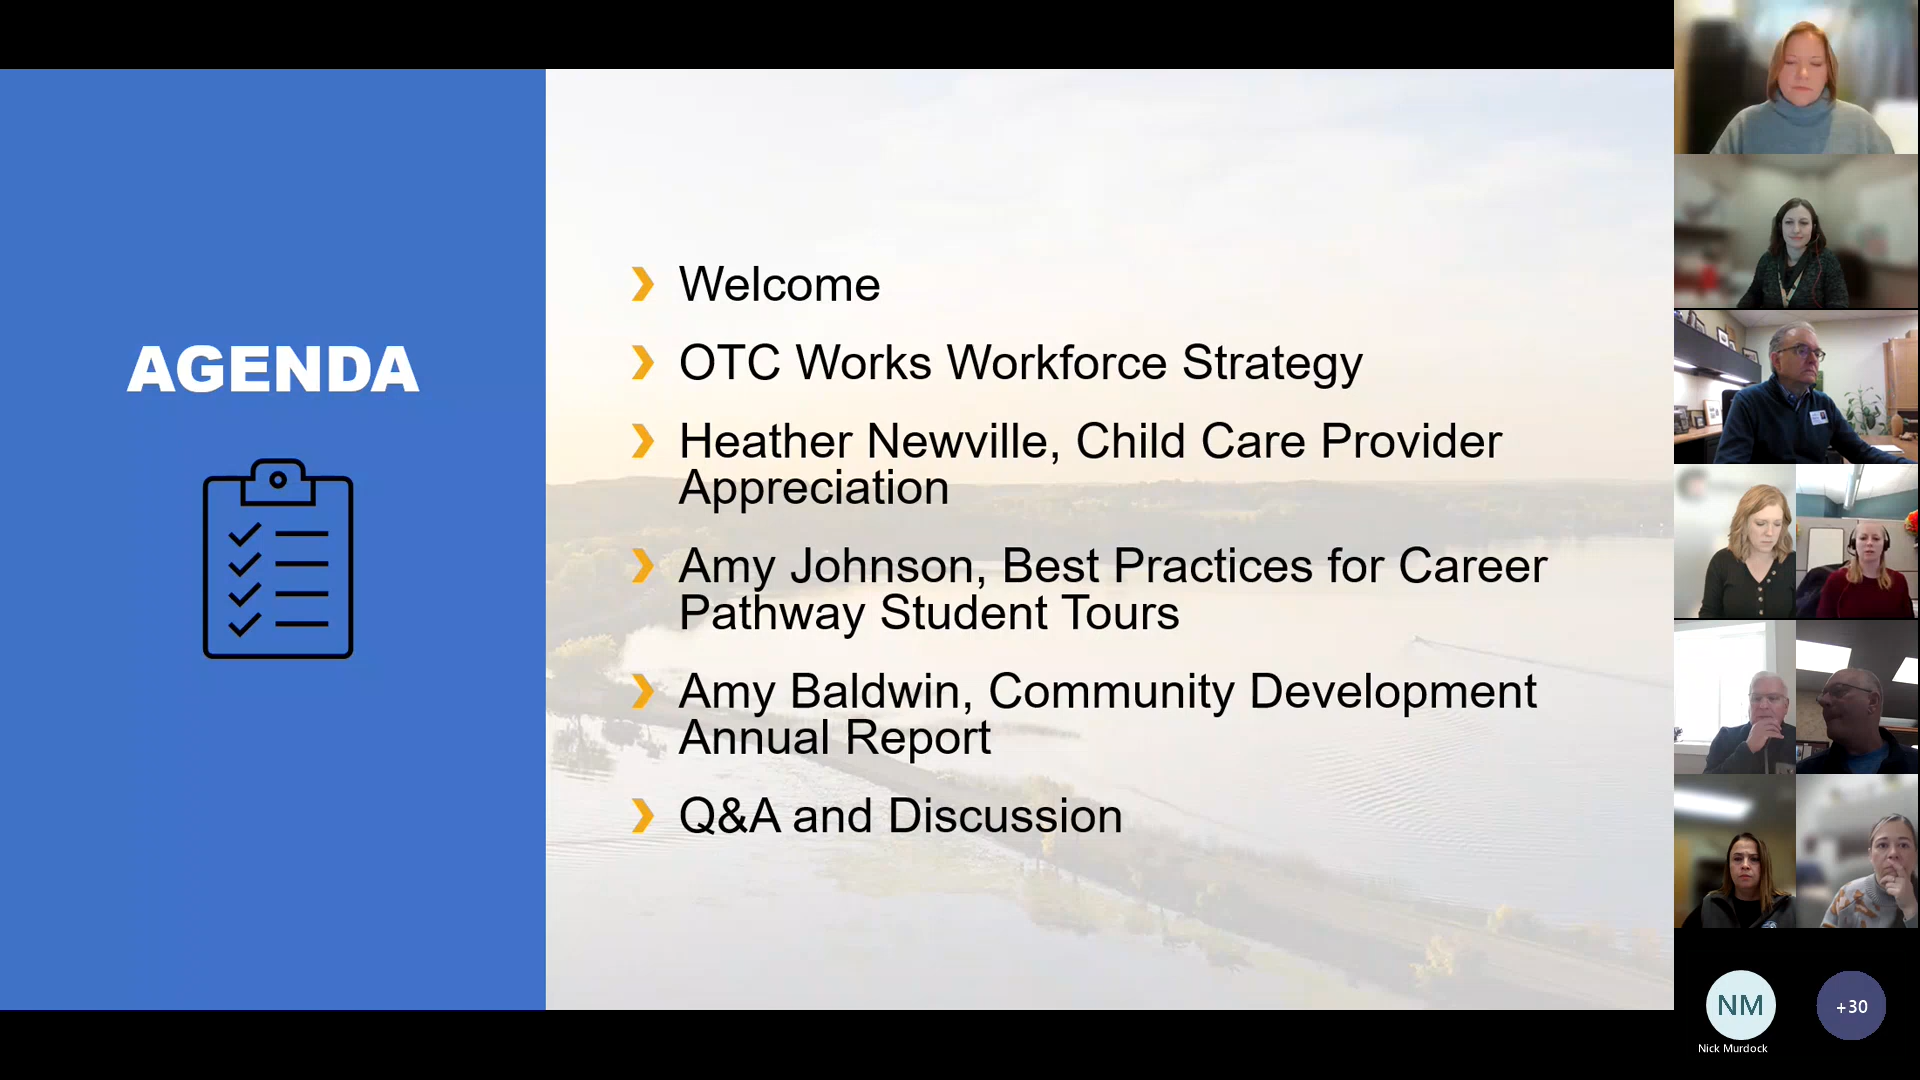 AGENDA
Welcome
OTC Works Workforce Strategy
Heather Newville, Child Care Provider
Appreciation
Amy Johnson, Best Practices for Career
Pathway Student Tours
Amy Baldwin, Community Development
Annual Report
Q&A and Discussion
NM
+30
Nick Murdock